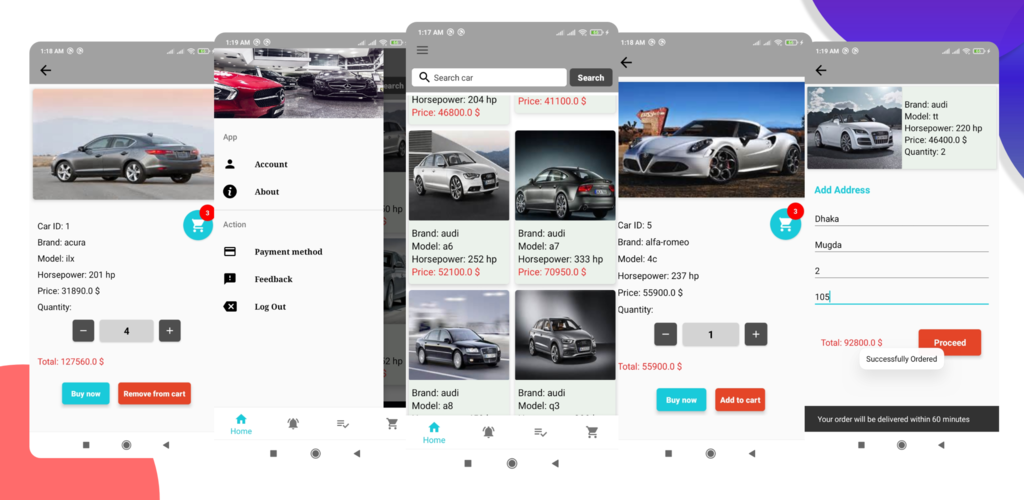 1:18 AM
3
Car ID: 1
Brand: acura
Model: ilx
Horsepower: 201 hp
Price: 31890.0 $
Quantity:
− 4 +
Total: 127560.0 $
Buy now Remove from cart
1:19 AM
App
Account
About
Action
Payment method
Feedback
Log Out
earch
50 hp
52 hp
Home
1:17 AM
Search car Search
Horsepower: 204 hp
Price: 46800.0 $
Price: 41100.0 $
Brand: audi
Model: a6
Horsepower: 252 hp
Price: 52100.0 $
Brand: audi
Model: a7
Horsepower: 333 hp
Price: 70950.0 $
Brand: audi
Model: a8
Brand: audi
Model: q3
Home
1:18 AM
3
Car ID: 5
Brand: alfa-romeo
Model: 4c
Horsepower: 237 hp
Price: 55900.0 $
Quantity:
− 1 +
Total: 55900.0 $
Buy now Add to cart
1:19 AM
Brand: audi
Model: tt
Horsepower: 220 hp
Price: 46400.0 $
Quantity: 2
Add Address
Dhaka
Mugda
2
105
Total: 92800.0 $ Proceed
Successfully Ordered
Your order will be delivered within 60 minutes